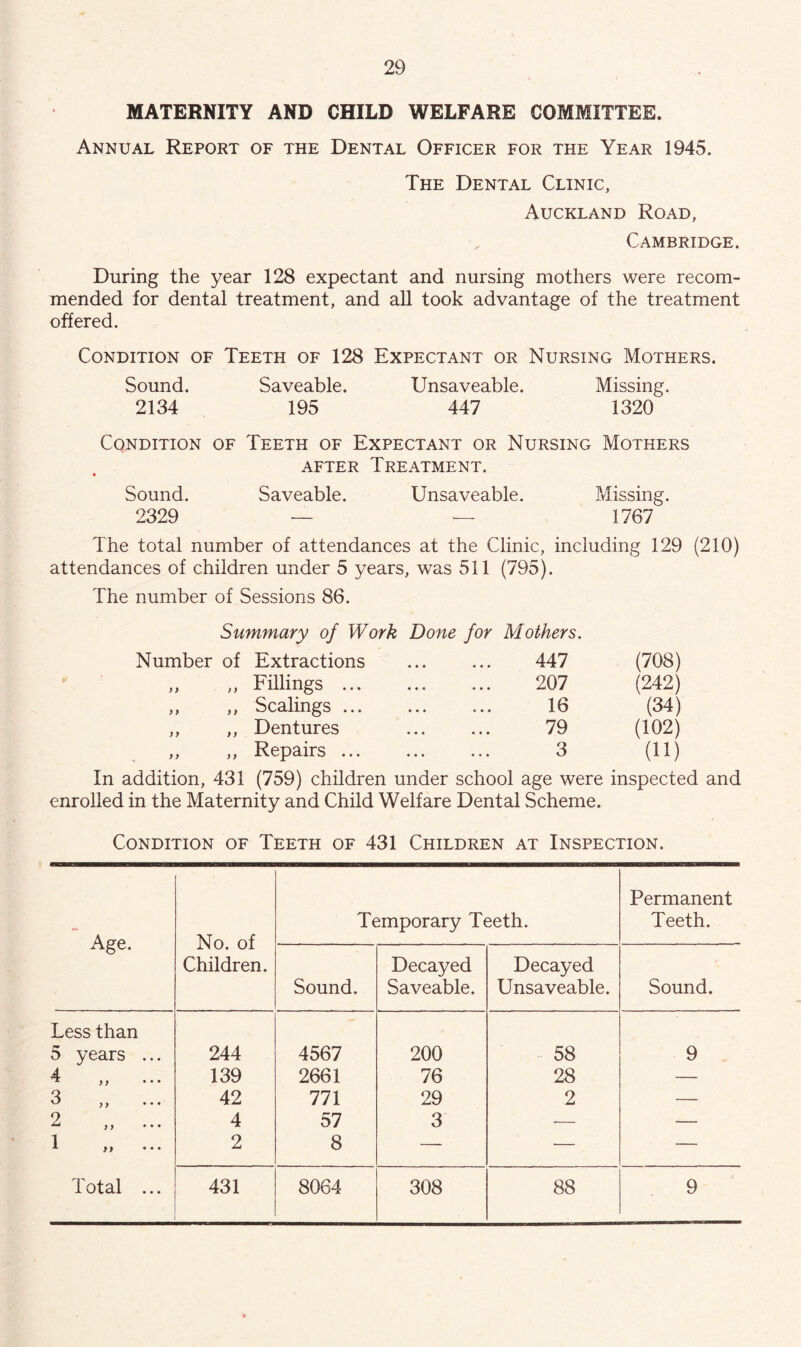 29
MATERNITY AND CHILD WELFARE COMMITTEE.
Annual Report of the Dental Officer for the Year 1945.
The Dental Clinic,
Auckland Road,
Cambridge.
During the year 128 expectant and nursing mothers were recom-
mended for dental treatment, and all took advantage of the treatment
offered.
Condition of Teeth of 128 Expectant or Nursing Mothers.
Sound. Saveable. Unsaveable. Missing.
2134 195 447 1320
Condition of Teeth of Expectant or Nursing Mothers
after Treatment.
Sound. Saveable. Unsaveable. Missing.
2329 — — 1767
The total number of attendances at the Clinic, including 129 (210)
attendances of children under 5 years, was 511 (795).
The number of Sessions 86.
Summary of Work Done for Mothers.
Number of Extractions ... ... 447 (708)
,, ,, Fillings ... ... ... 207 (242)
,, ,, Scalings ... ... ... 16 (34)
,, ,, Dentures ... ... 79 (102)
,, ,, Repairs ... ... ... 3 (11)
In addition, 431 (759) children under school age were inspected and
enrolled in the Maternity and Child Welfare Dental Scheme.
Condition of Teeth of 431 Children at Inspection.
Age. No. of Children. Temporary Teeth. Permanent Teeth.
Sound. Decayed Saveable. Decayed Unsaveable. Sound.
Less than
5 years ... 244 4567 200 58 9
4 ,, ... 139 2661 76 28 —
3 ,, ... 42 771 29 2 —
2 ,, ... 4 57 3 — —
1 ,, ... 2 8 — — —
Total ... 431 8064 308 88 9